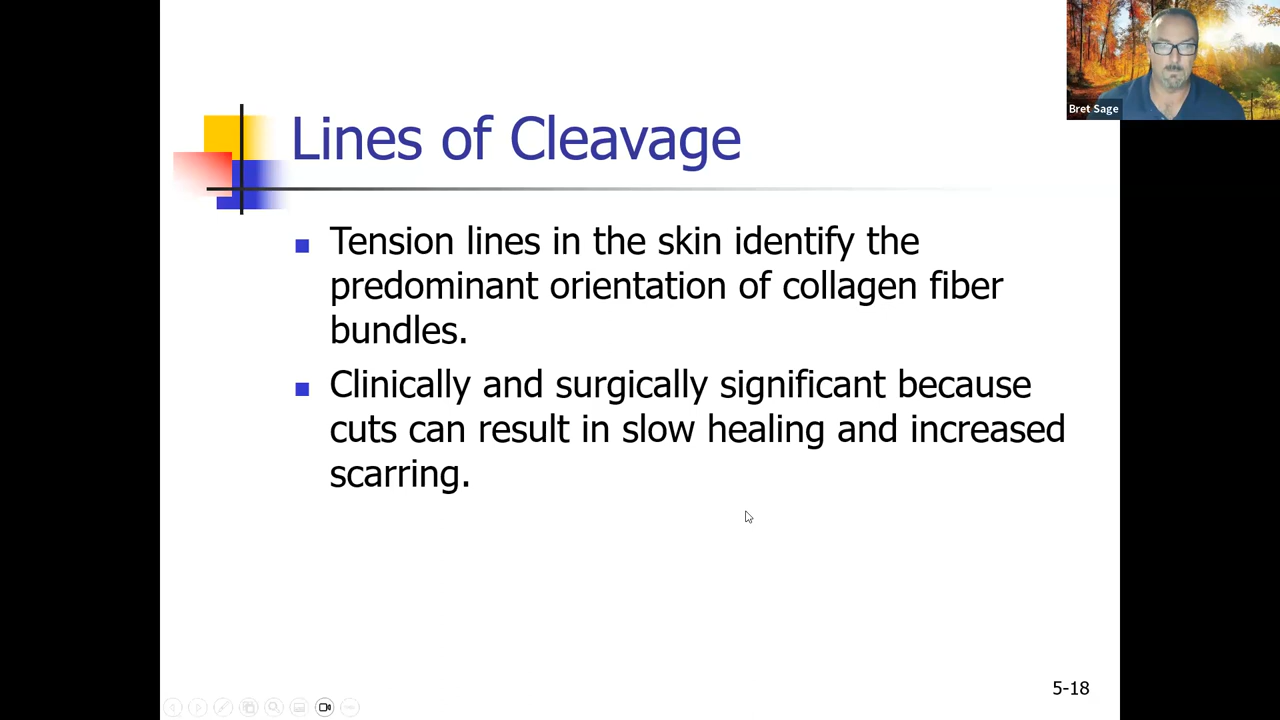 Bret Sage
Lines of Cleavage
Tension lines in the skin identify the
predominant orientation of collagen fiber
bundles.
Clinically and surgically significant because
cuts can result in slow healing and increased
scarring.
5-18